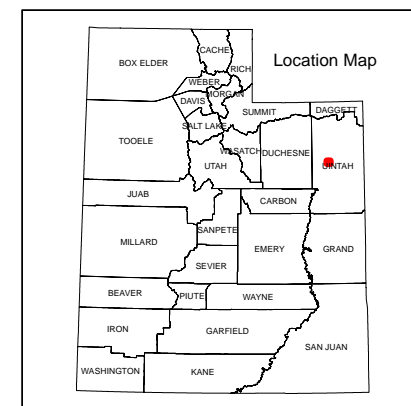 Location Map
CACHE
BOX ELDER
RICH
WEBER
MORGAN
DAVIS
SUMMIT
DAGGETT
SALT LAKE
TOOELE
WASATCH
DUCHESNE
UINTAH
UTAH
JUAB
CARBON
SANPETE
MILLARD
EMERY
GRAND
SEVIER
BEAVER
PIUTE
WAYNE
IRON
GARFIELD
SAN JUAN
WASHINGTON
KANE